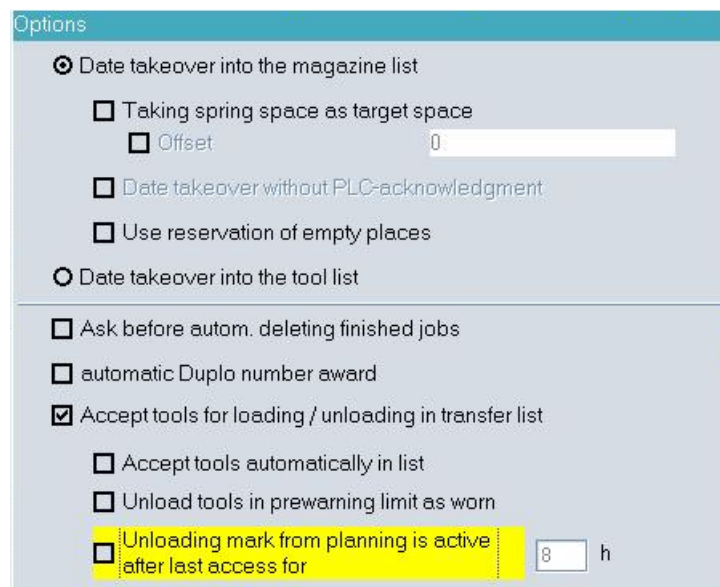 Options
Date takeover into the magazine list
Taking spring space as target space
Offset 0
Date takeover without PLC-acknowledgment
Use reservation of empty places
Date takeover into the tool list
Ask before autom. deleting finished jobs
automatic Duplo number award
Accept tools for loading / unloading in transfer list
Accept tools automatically in list
Unload tools in prewarning limit as worn
Unloading mark from planning is active
after last access for 8 h